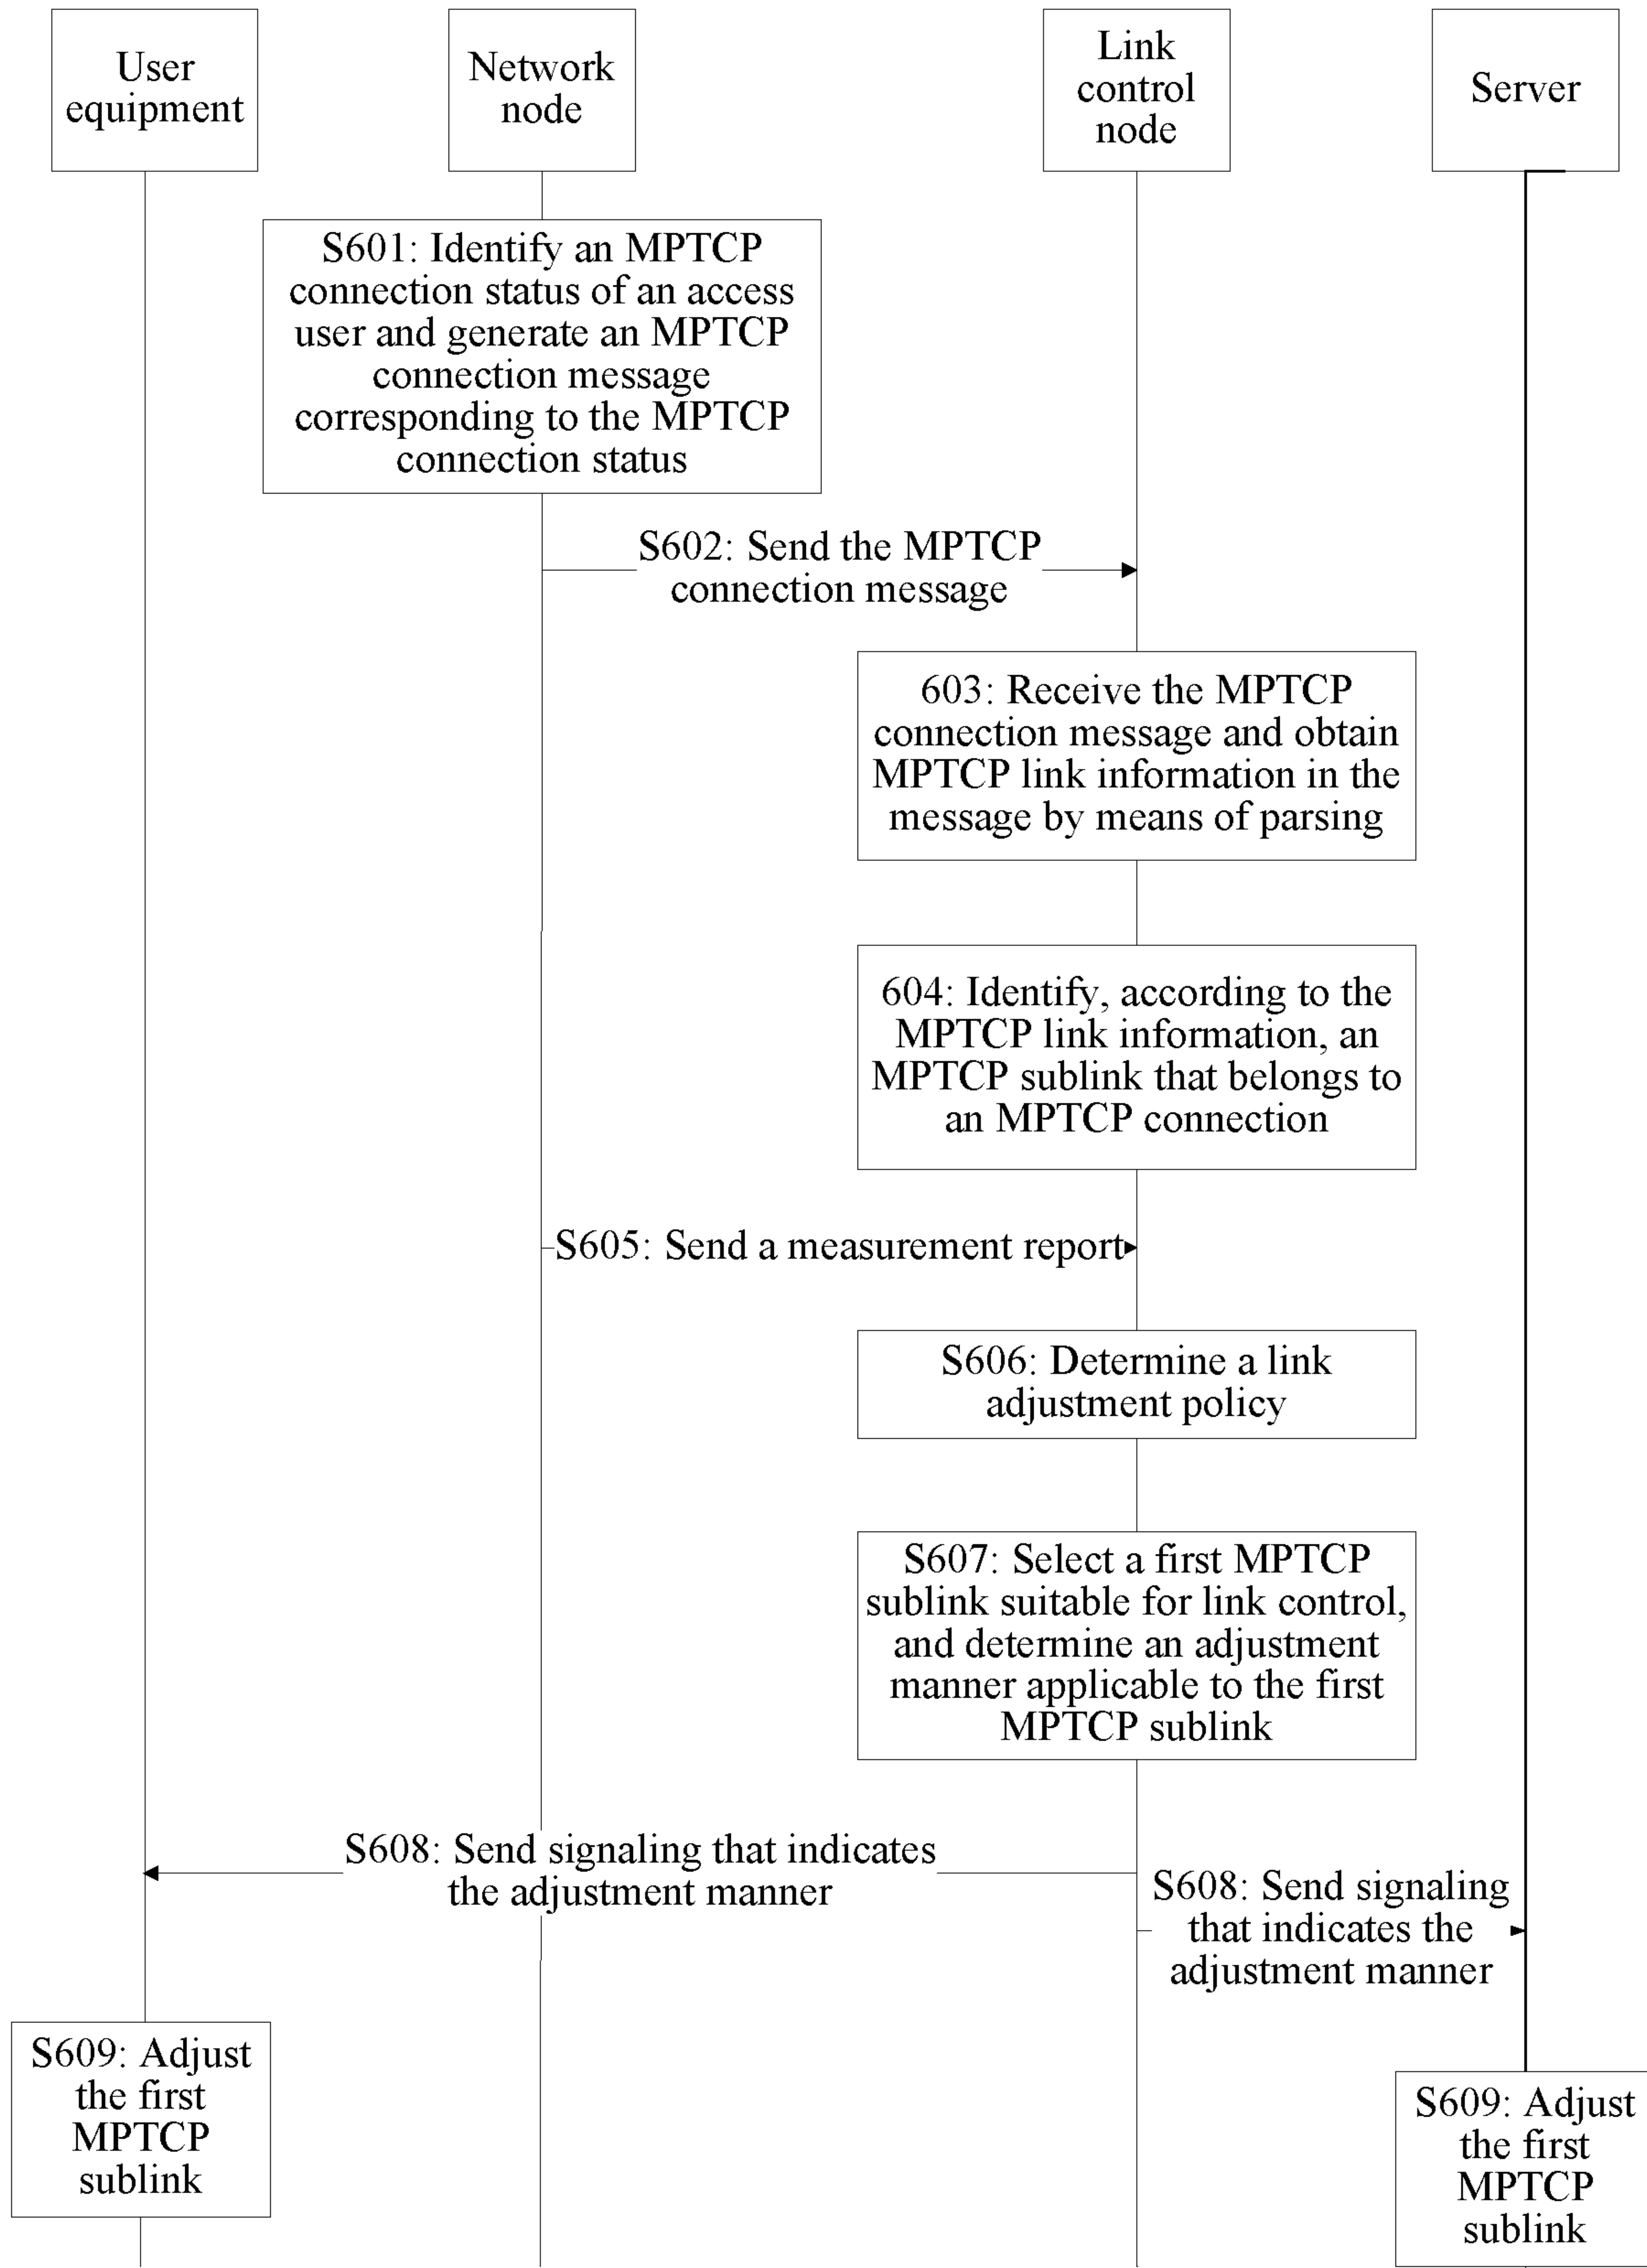 User
equipment
Network
node
Link
control
node
Server
S601: Identify an MPTCP
connection status of an access
user and generate an MPTCP
connection message
corresponding to the MPTCP
connection status
S602: Send the MPTCP
connection message
603: Receive the MPTCP
connection message and obtain
MPTCP link information in the
message by means of parsing
604: Identify, according to the
MPTCP link information, an
MPTCP sublink that belongs to
an MPTCP connection
S605: Send a measurement report
S606: Determine a link
adjustment policy
S607: Select a first MPTCP
sublink suitable for link control,
and determine an adjustment
manner applicable to the first
MPTCP sublink
S608: Send signaling that indicates
the adjustment manner
S608: Send signaling
that indicates the
adjustment manner
S609: Adjust
the first
MPTCP
sublink
S609: Adjust
the first
MPTCP
sublink